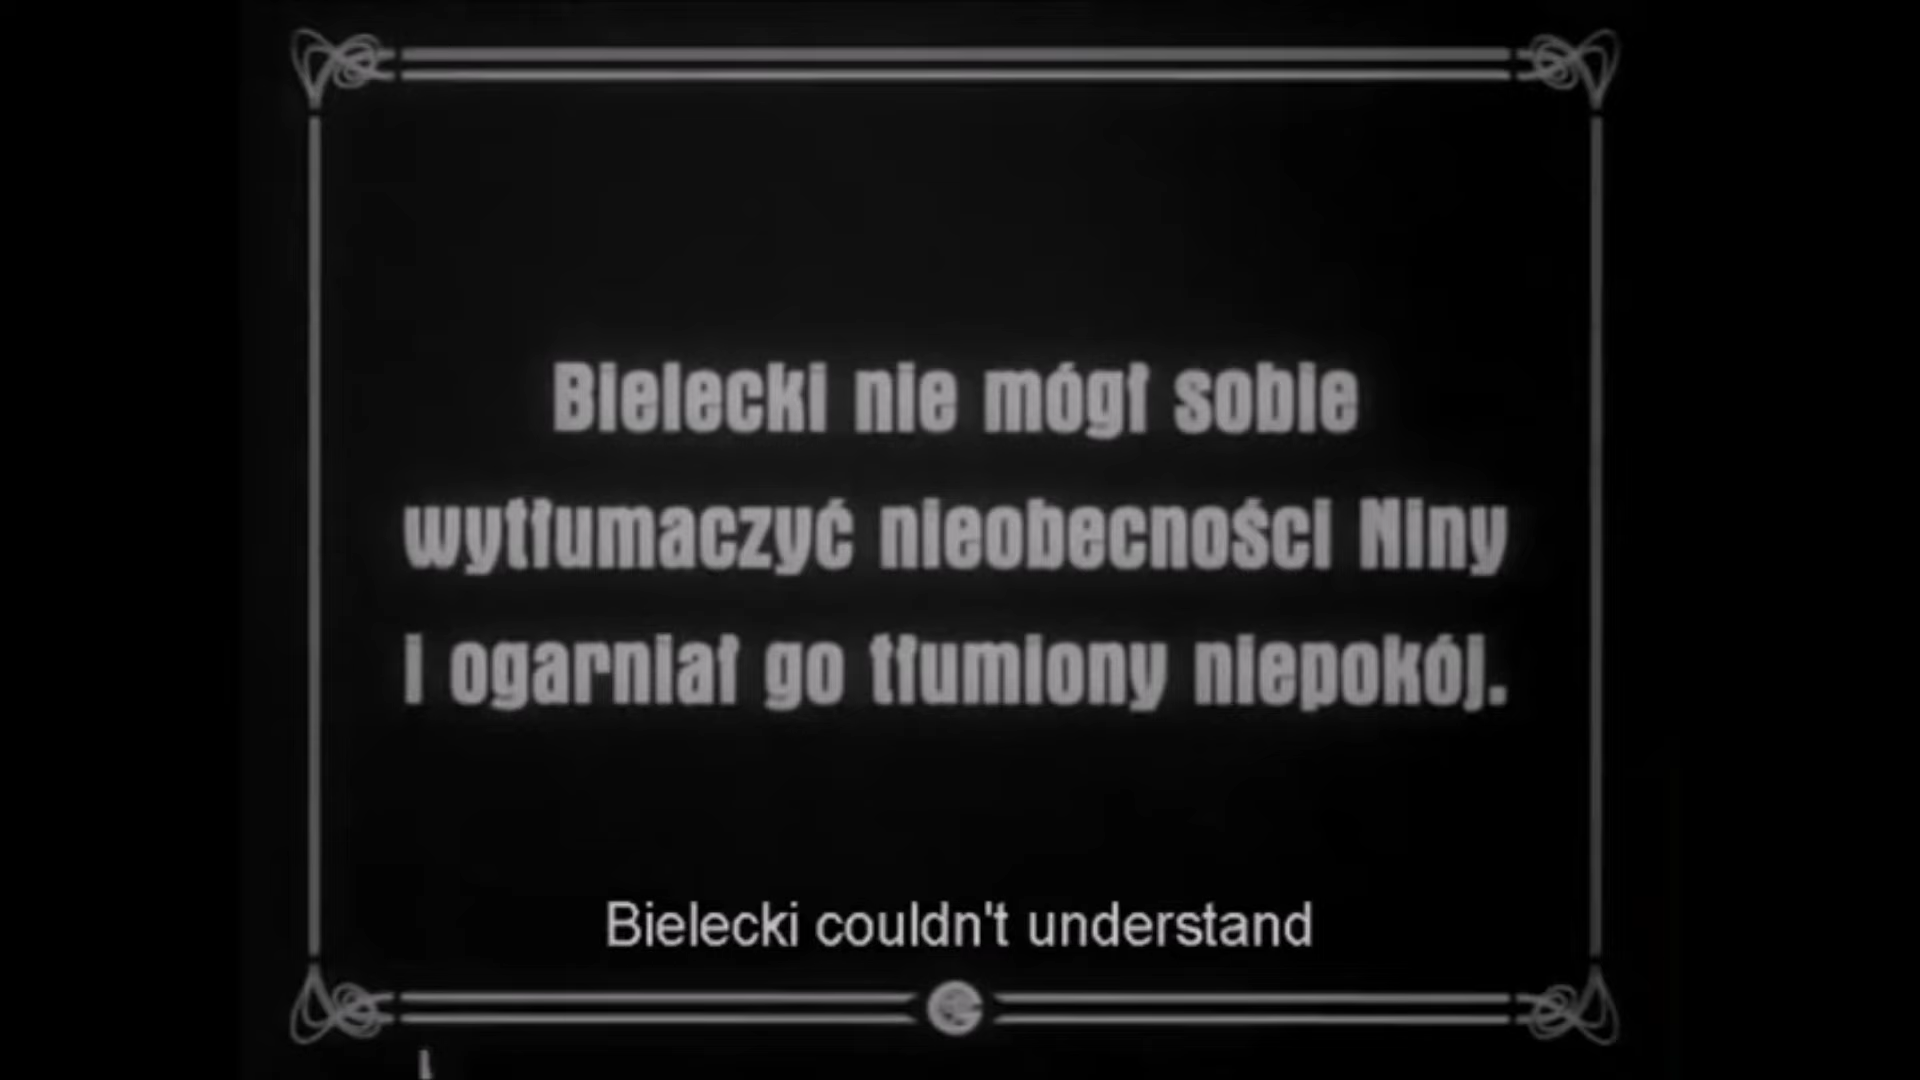 Bielecki nie mógł sobie
wytłumaczyć nieobecności Niny
i ogarniał go tłumiony niepokój.
Bielecki couldn't understand